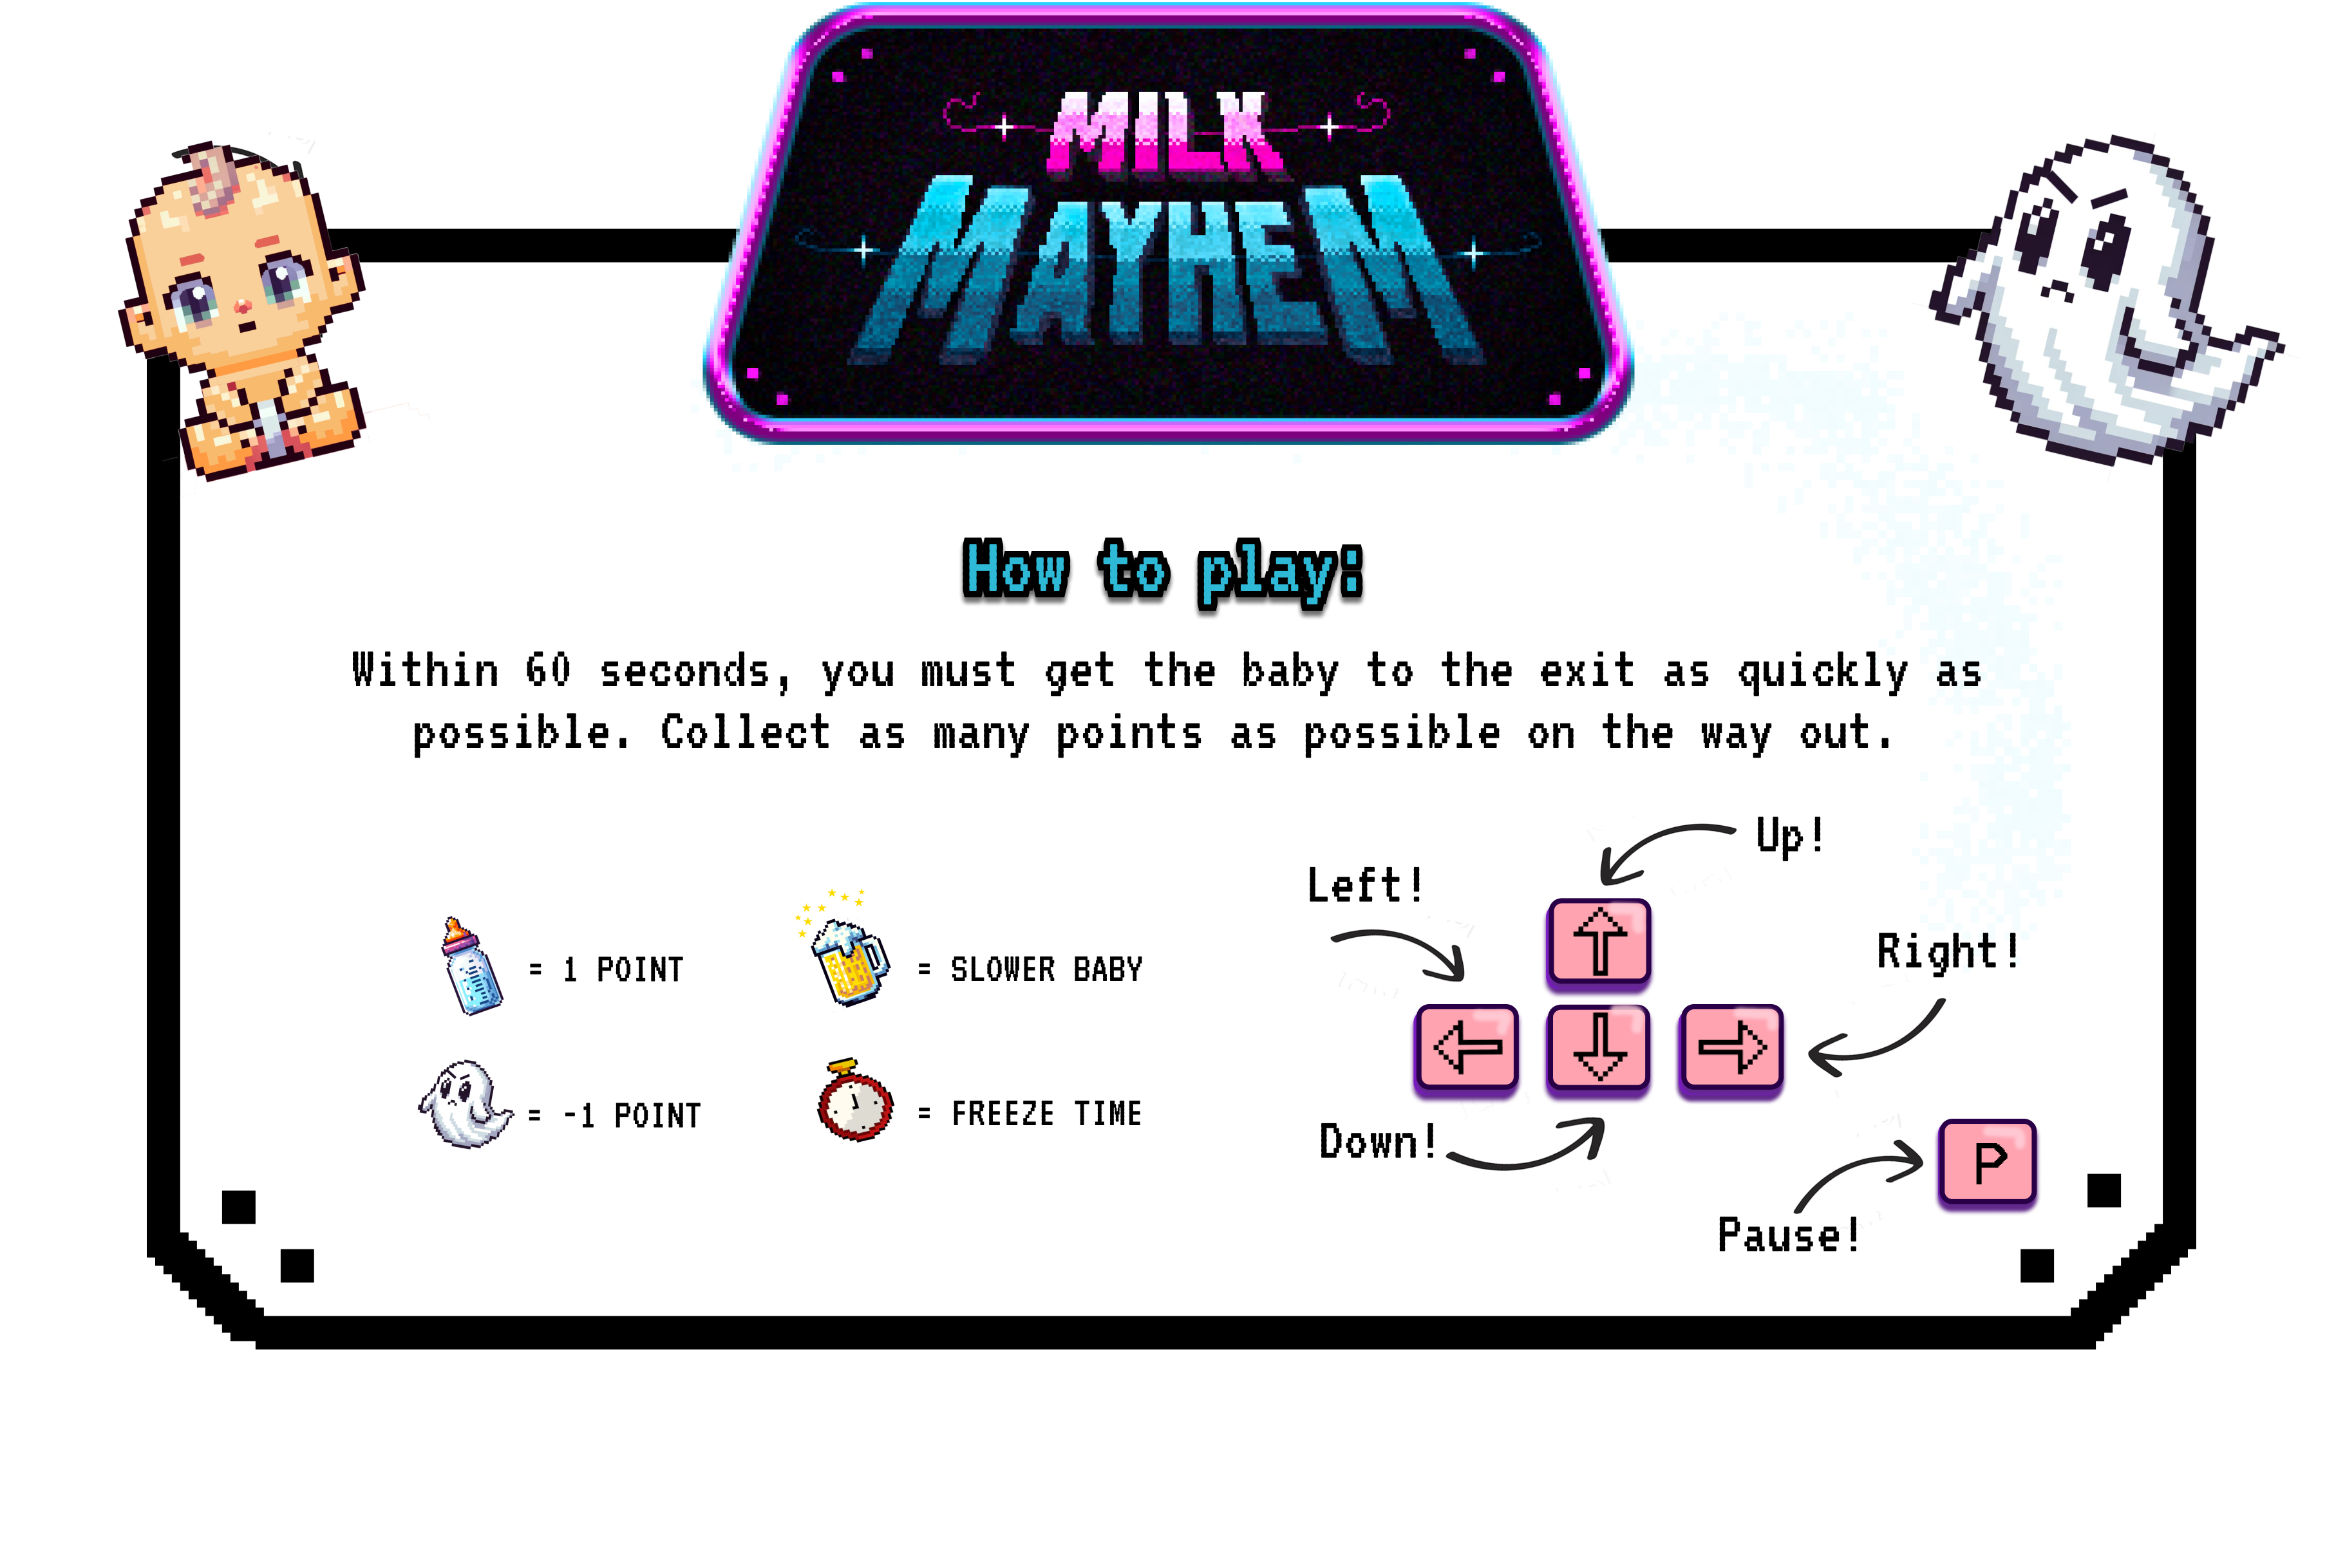 MILK
MAYHEM
How to play:
Within 60 seconds, you must get the baby to the exit as quickly as
possible. Collect as many points as possible on the way out.
Up!
Left!
Right!
= 1 POINT
= SLOWER BABY
= -1 POINT
= FREEZE TIME
Down!
P
Pause!